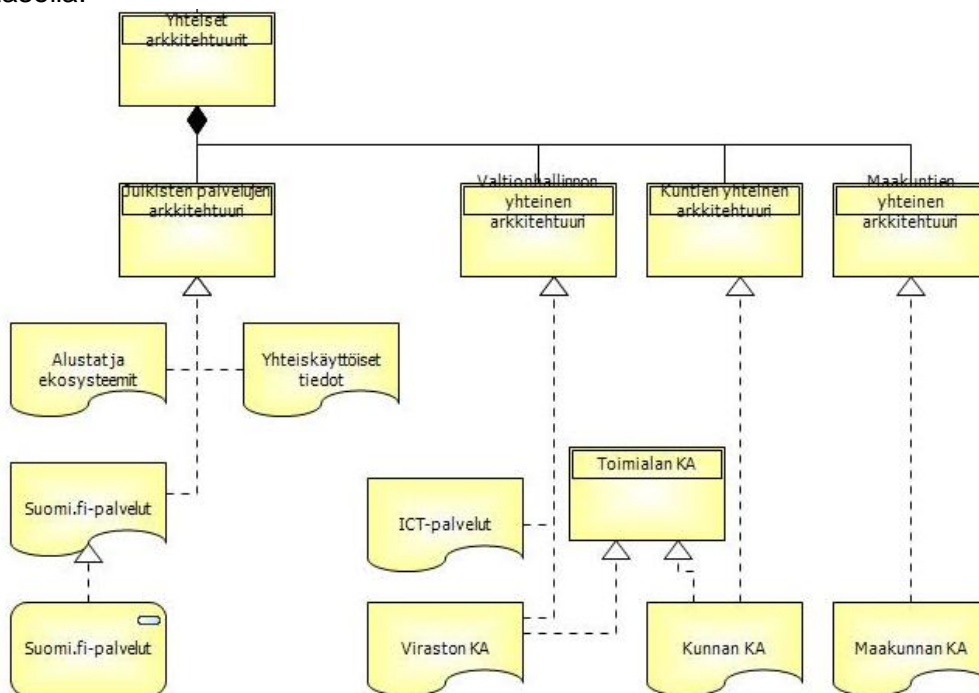 Yhteiset
arkkitehtuurit
Julkisten palvelujen
arkkitehtuuri
Valtionhallinnon
yhteinen
arkkitehtuuri
Kuntien yhteinen
arkkitehtuuri
Maakuntien
yhteinen
arkkitehtuuri
Alustat ja
ekosysteemit
Yhteiskäyttöiset
tiedot
Toimialan KA
Suomi.fi-palvelut
ICT-palvelut
Suomi.fi-palvelut
Viraston KA
Kunnan KA
Maakunnan KA